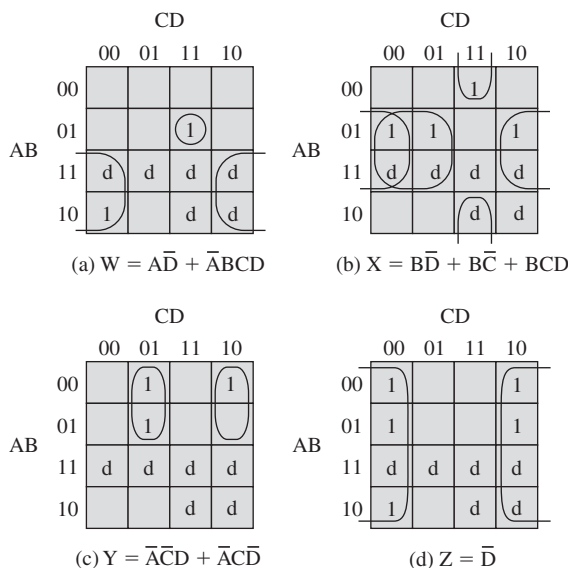 CD
00 01 11 10
00
01 1
AB
11 d d d d
10 1 d d
(a) W = AD̅ + A̅BCD
CD
00 01 11 10
00 1
01 1 1 1
AB
11 d d d d
10 d d
(b) X = BD̅ + BC̅ + BCD
CD
00 01 11 10
00 1 1
01 1
AB
11 d d d d
10 d d
(c) Y = A̅C̅D + A̅CD̅
CD
00 01 11 10
00 1 1
01 1 1
AB
11 d d d d
10 1 d d
(d) Z = D̅